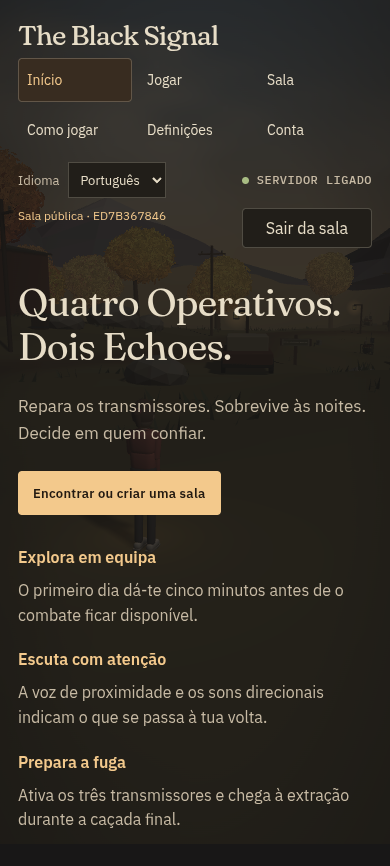 The Black Signal
Início
Jogar
Sala
Como jogar
Definições
Conta
Idioma
Português
SERVIDOR LIGADO
Sala pública · ED7B367846
Sair da sala
Quatro Operativos.
Dois Echoes.
Repara os transmissores. Sobrevive às noites.
Decide em quem confiar.
Encontrar ou criar uma sala
Explora em equipa
O primeiro dia dá-te cinco minutos antes de o
combate ficar disponível.
Escuta com atenção
A voz de proximidade e os sons direcionais
indicam o que se passa à tua volta.
Prepara a fuga
Ativa os três transmissores e chega à extração
durante a caçada final.